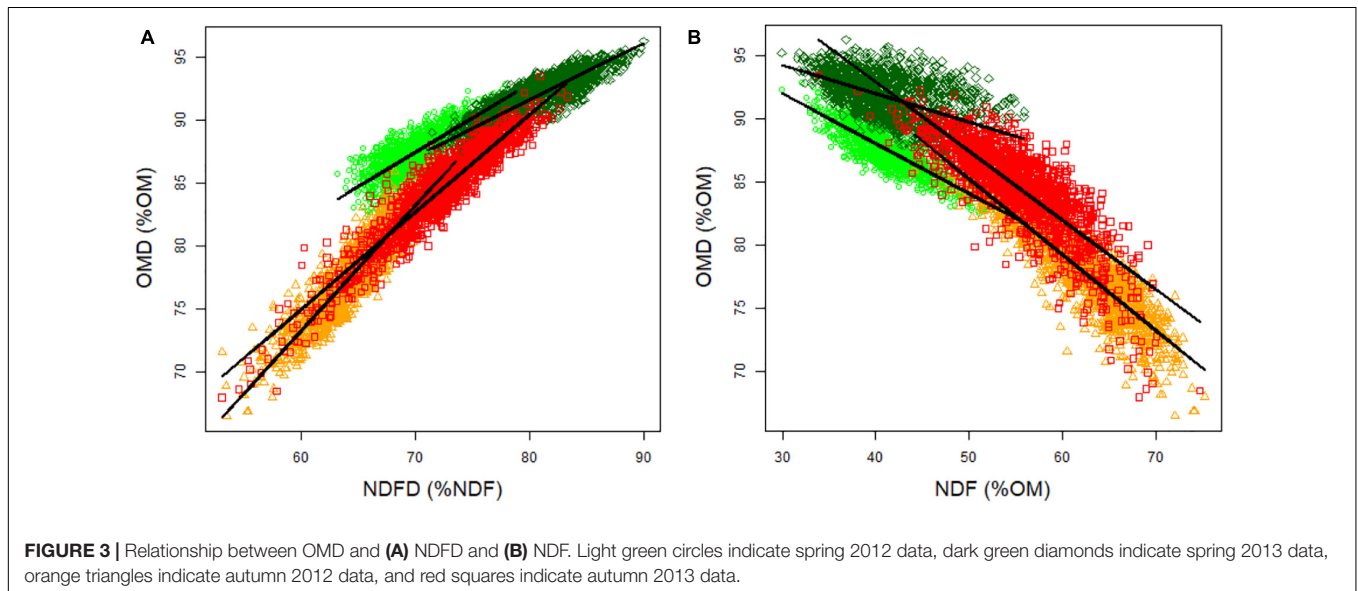 A
B
95
90
85
80
75
70
OMD (%OM)
60
70
80
90
NDFD (%NDF)
95
90
85
80
75
70
OMD (%OM)
30
40
50
60
70
NDF (%OM)
FIGURE 3 | Relationship between OMD and (A) NDFD and (B) NDF. Light green circles indicate spring 2012 data, dark green diamonds indicate spring 2013 data,
orange triangles indicate autumn 2012 data, and red squares indicate autumn 2013 data.